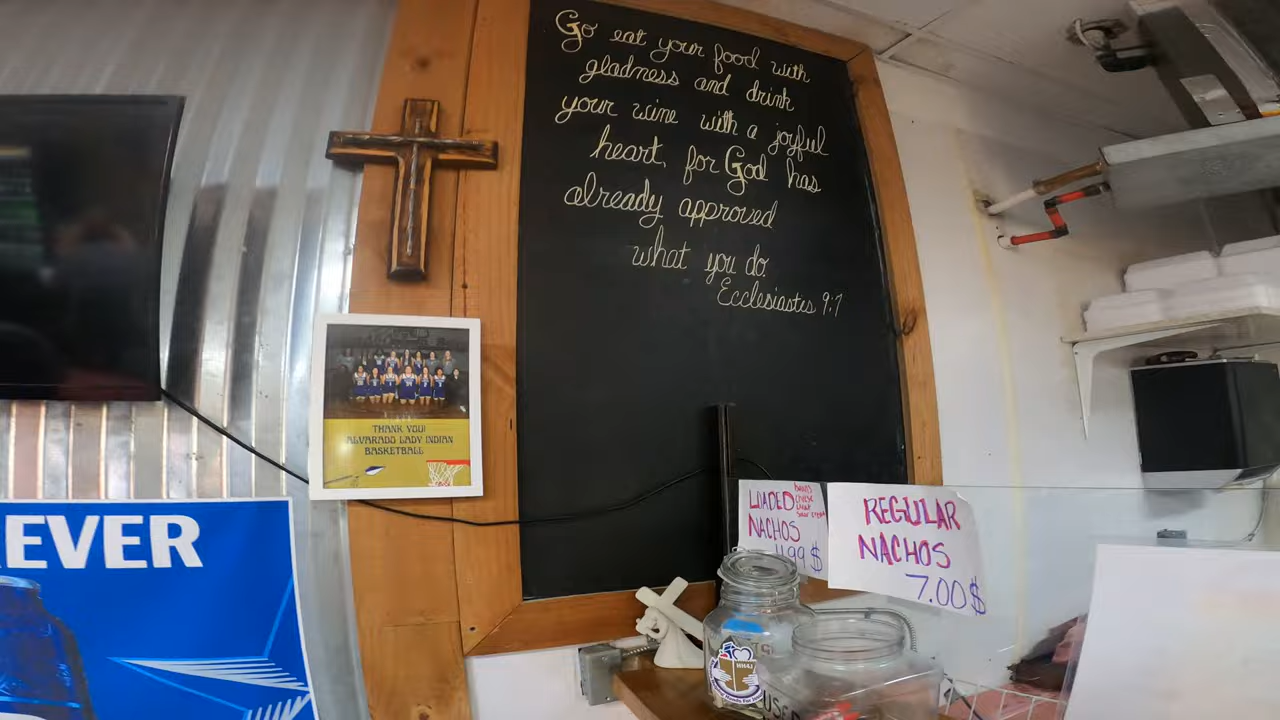 Go eat your food with
gladness and drink
your wine with a joyful
heart, for God has
already approved
what you do.
Ecclesiastes 9:7
THANK YOU!
ALVARADO LADY INDIAN
BASKETBALL
EVER
LOADED
NACHOS
REGULAR
NACHOS
7.00$